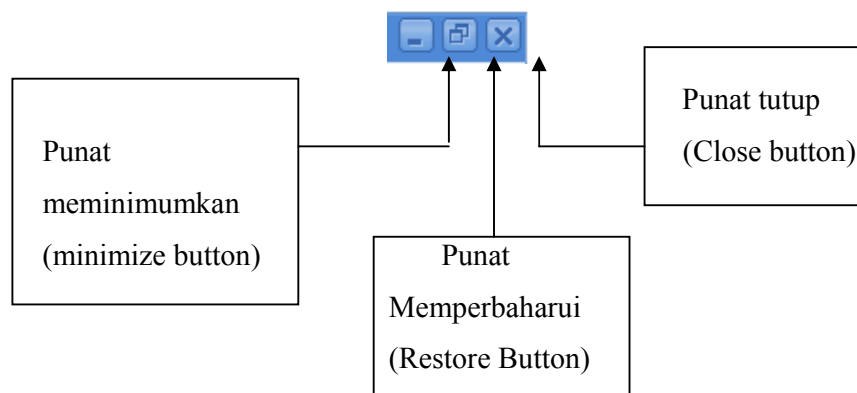 Punat
meminimumkan
(minimize button)
Punat
Memperbaharui
(Restore Button)
Punat tutup
(Close button)